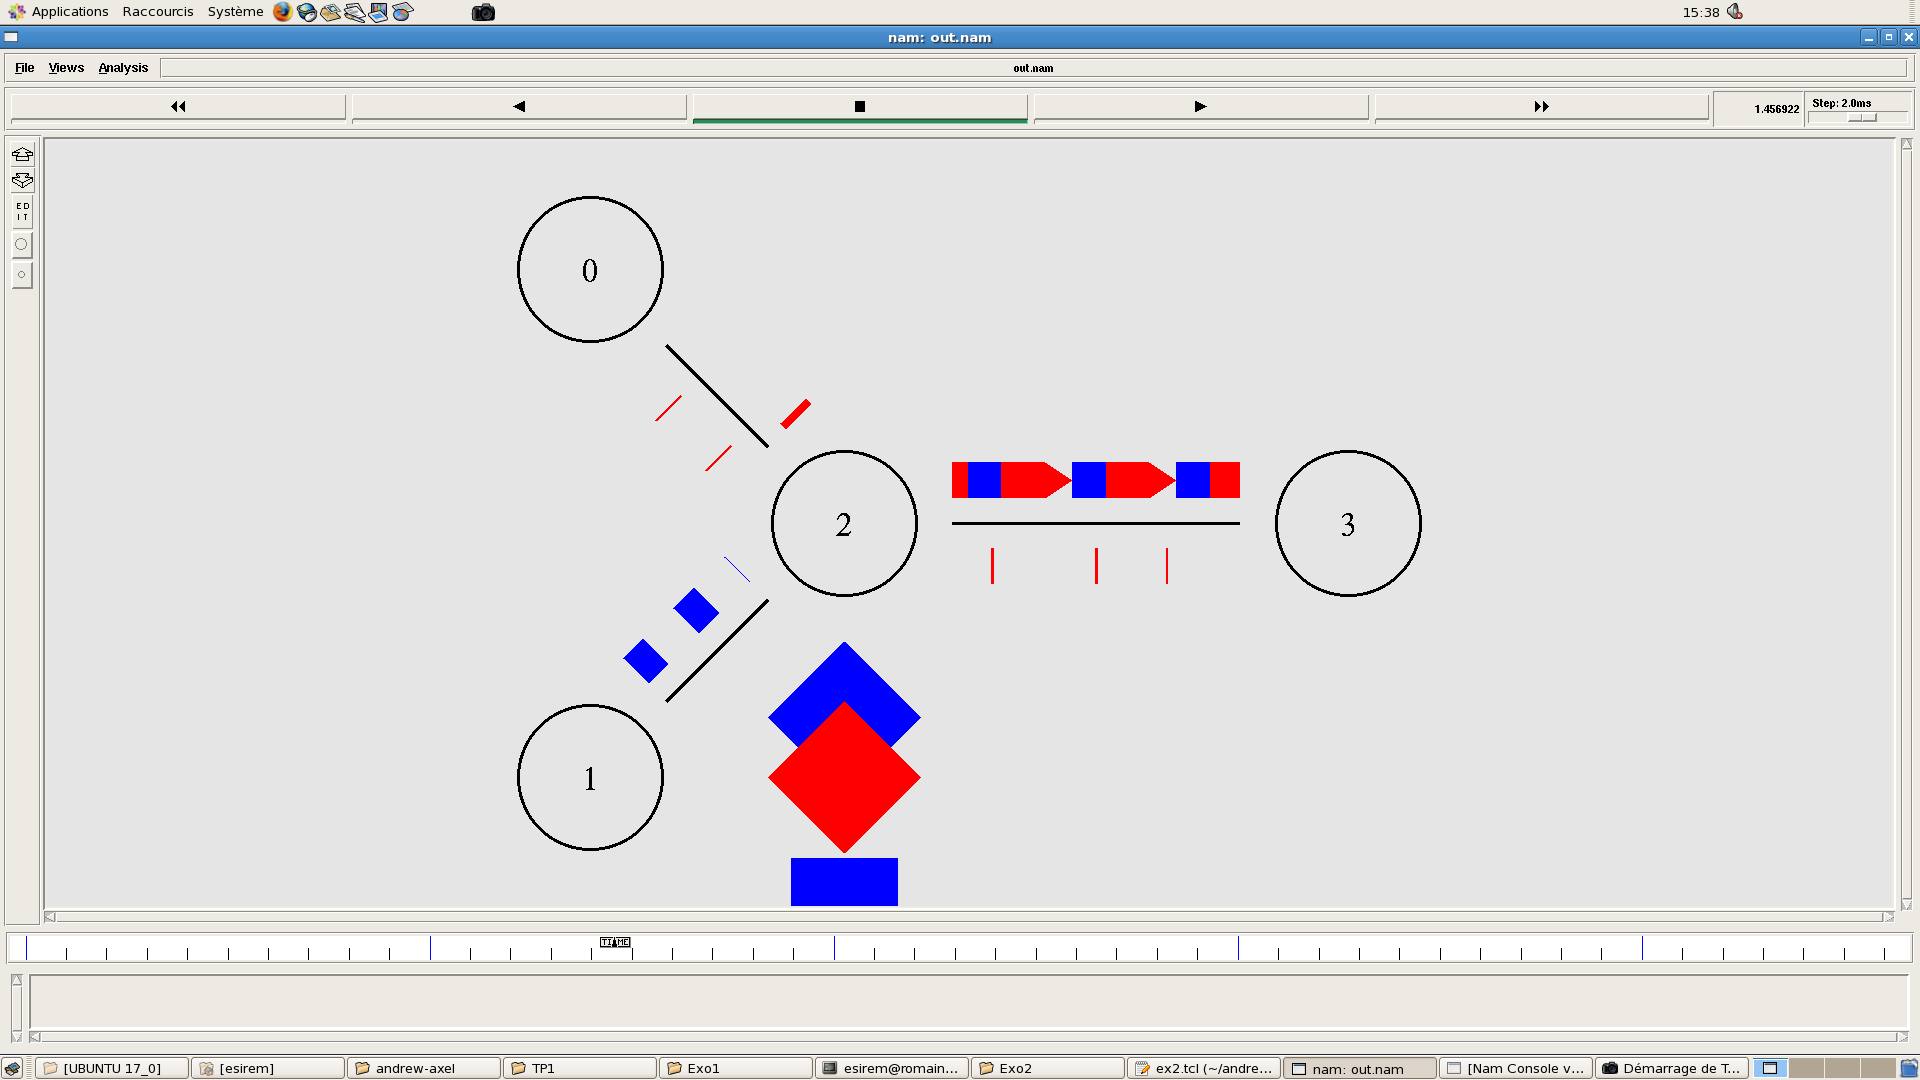 Applications Raccourcis Système 15:38
nam: out.nam
File Views Analysis out.nam
1.456922 Step: 2.0ms
ED
IT
0
2 3
1
TIME
[UBUNTU 17_0] [esirem] andrew-axel TP1 Exo1 esirem@romain... Exo2 ex2.tcl (~/andre... nam: out.nam [Nam Console v... Démarrage de T...